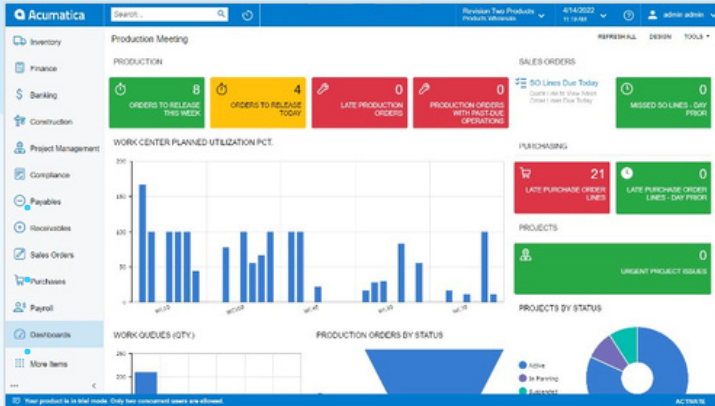 Acumatica
Search...
Revision Two Products
Products Wholesale
4/14/2022
admin admin
Production Meeting
REFRESH ALL
DESIGN
TOOLS
Inventory
Finance
Banking
Construction
Project Management
Compliance
Payables
Receivables
Sales Orders
Purchases
Payroll
Dashboards
More Items
PRODUCTION
8
ORDERS TO RELEASE
THIS WEEK
4
ORDERS TO RELEASE
TODAY
0
LATE PRODUCTION
ORDERS
0
PRODUCTION ORDERS
WITH PAST-DUE
OPERATIONS
SALES ORDERS
SO Lines Due Today
0
MISSED SO LINES - DAY
PRIOR
WORK CENTER PLANNED UTILIZATION PCT.
200
150
100
50
0
PURCHASING
21
LATE PURCHASE ORDER
LINES
0
LATE PURCHASE ORDER
LINES - DAY PRIOR
PROJECTS
0
URGENT PROJECT ISSUES
WORK QUEUES (QTY.)
200
PRODUCTION ORDERS BY STATUS
PROJECTS BY STATUS
Active
In Planning
Suspended
Your product is in trial mode. Only two concurrent users are allowed.
ACTIVATE